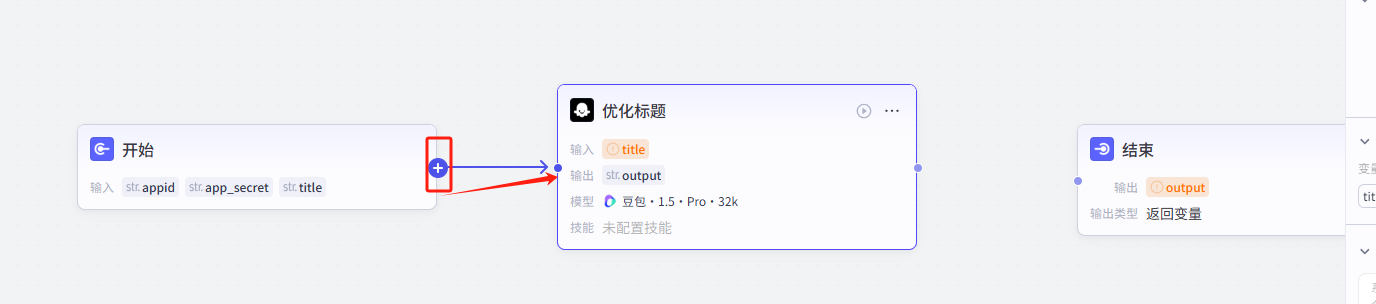 开始
输入 str. appid str. app_secret str. title
优化标题
输入 title
输出 str. output
模型 豆包·1.5·Pro·32k
技能 未配置技能
结束
输出 output
输出类型 返回变量
变量
tit